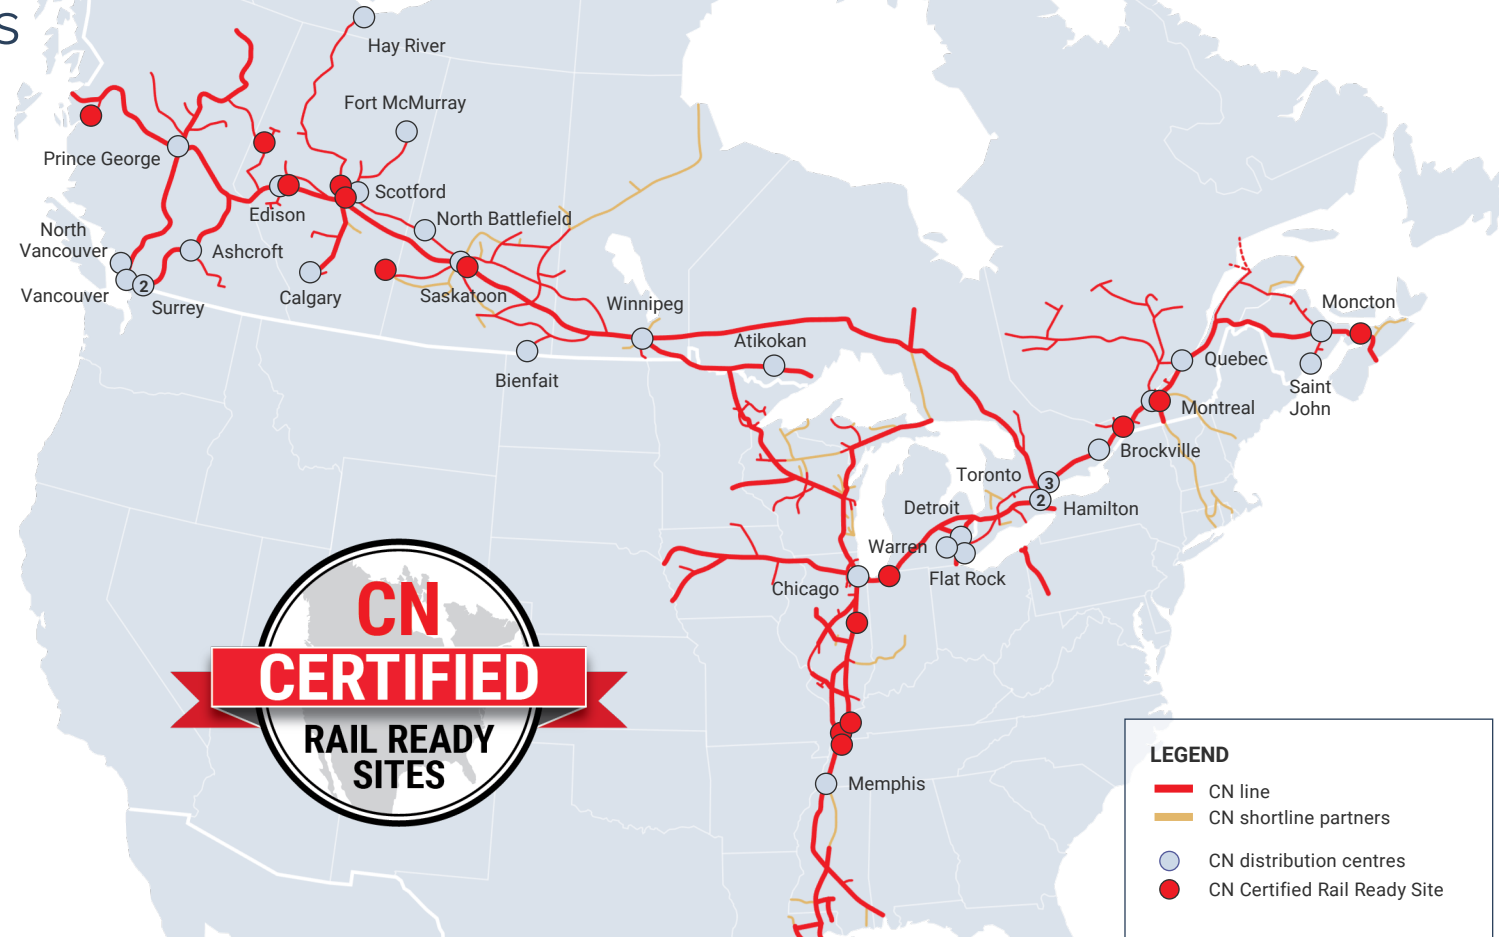 S
Hay River
Fort McMurray
Prince George
Scotford
Edison
North Battlefield
North
Vancouver
Ashcroft
Vancouver
2
Surrey
Calgary
Saskatoon
Winnipeg
Bienfait
Atikokan
Moncton
Quebec
Saint
John
Montreal
Brockville
Toronto
3
2
Hamilton
Detroit
Warren
Flat Rock
Chicago
Memphis
CN
CERTIFIED
RAIL READY
SITES
LEGEND
CN line
CN shortline partners
CN distribution centres
CN Certified Rail Ready Site